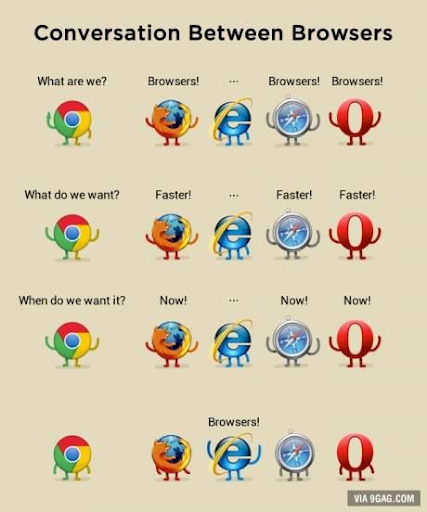 Conversation Between Browsers
What are we? Browsers! ... Browsers! Browsers!
What do we want? Faster! ... Faster! Faster!
When do we want it? Now! ... Now! Now!
Browsers!
VIA 9GAG.COM